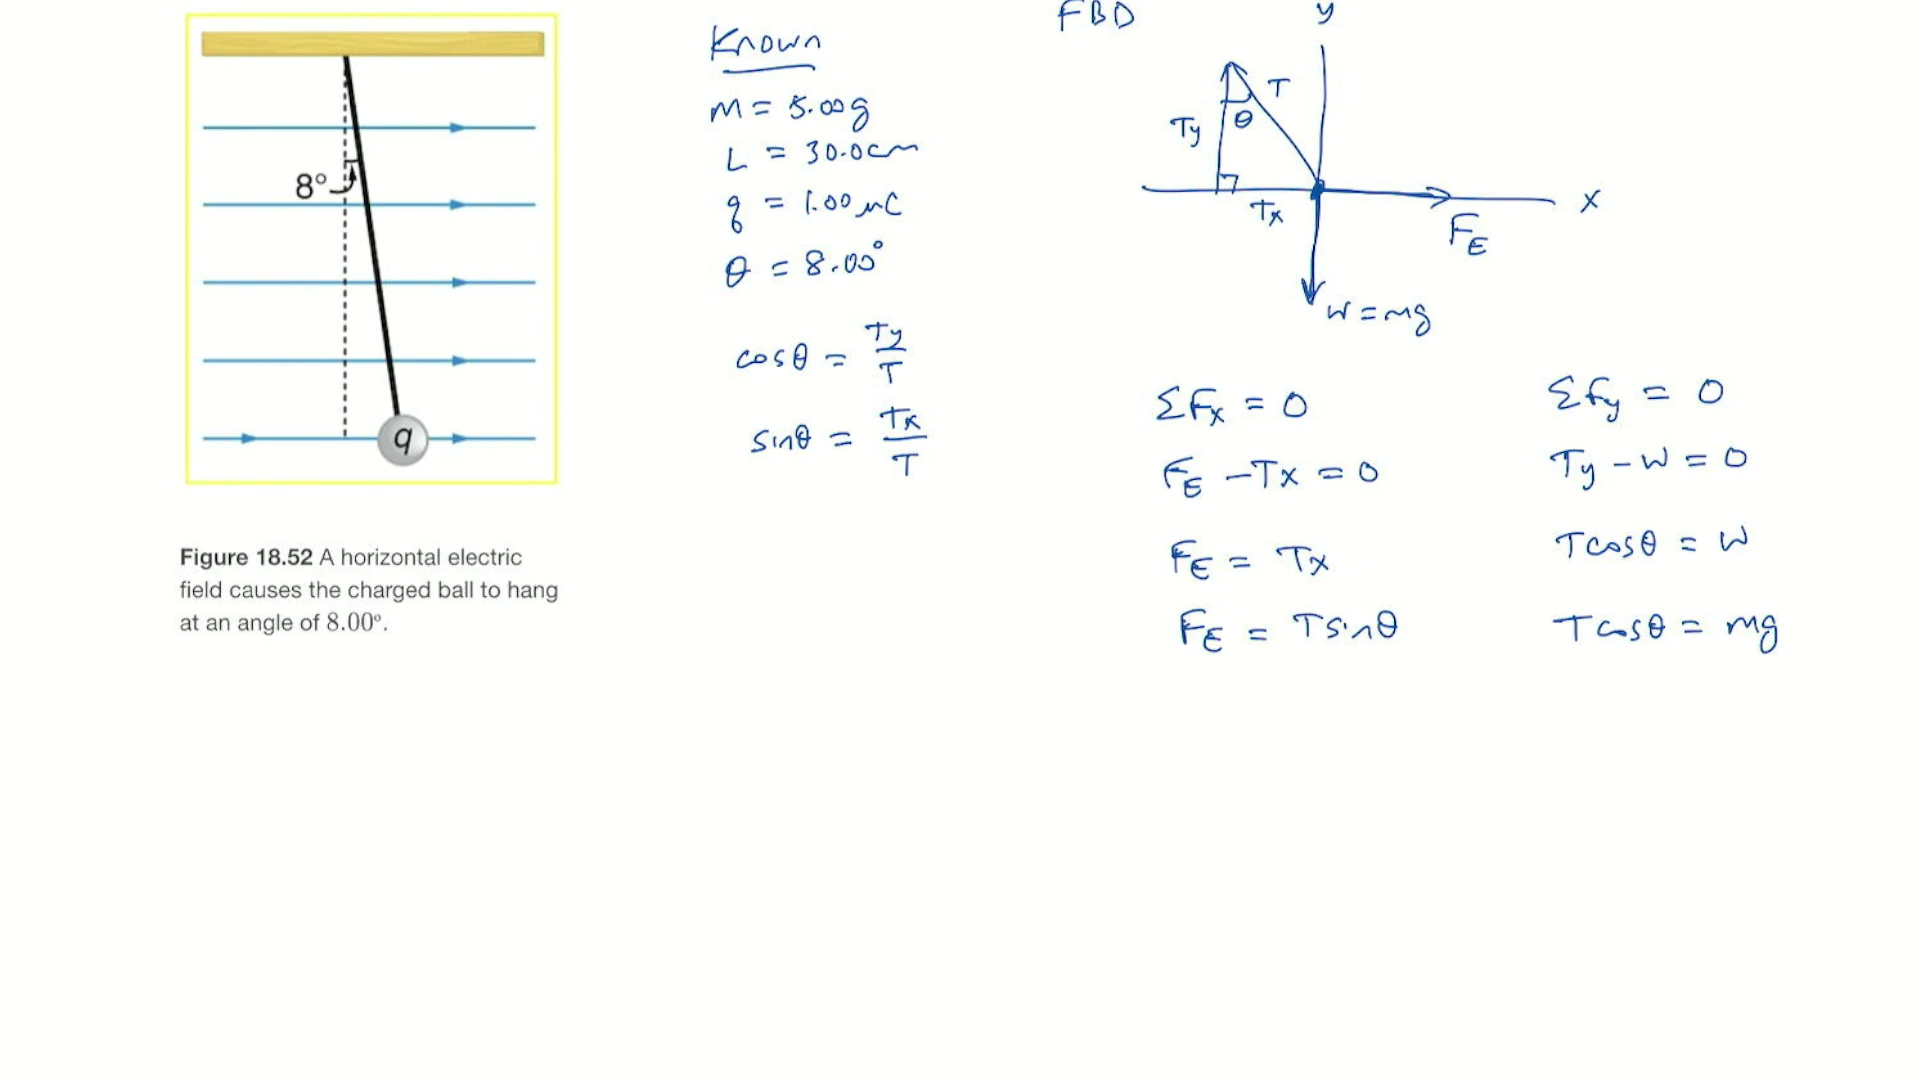 8°
q
Figure 18.52 A horizontal electric
field causes the charged ball to hang
at an angle of 8.00º.
Known
m = 5.00g
L = 30.0cm
q = 1.00 μC
θ = 8.00°
cosθ = Ty/T
sinθ = Tx/T
FBD
y
T
Ty
θ
Tx
x
FE
W = mg
ΣFx = 0
FE - Tx = 0
FE = Tx
FE = Tsinθ
ΣFy = 0
Ty - W = 0
Tcosθ = W
Tcosθ = mg